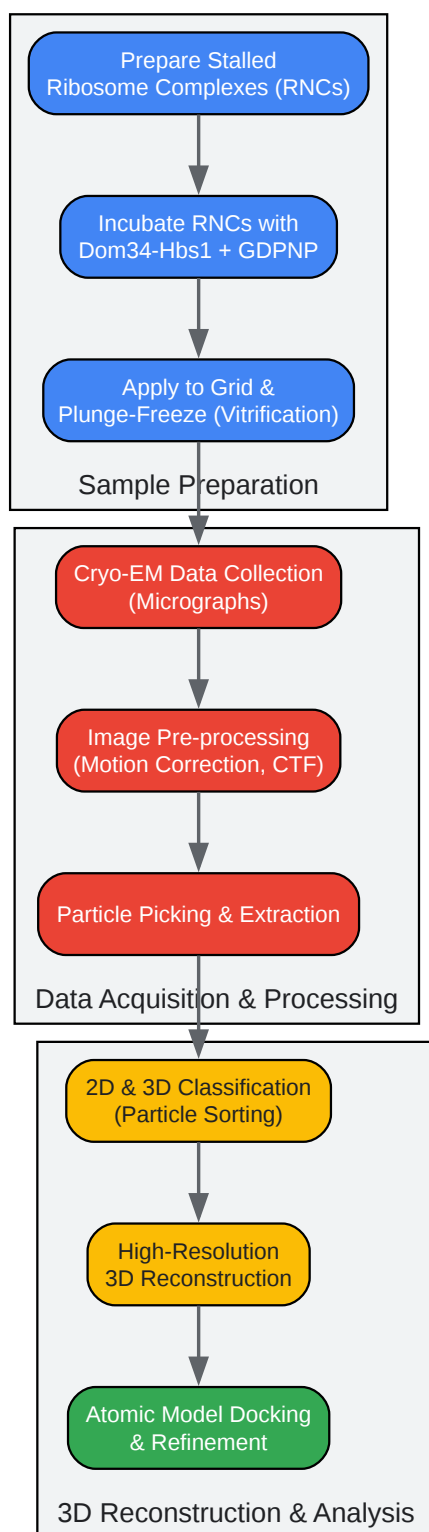 Prepare Stalled
Ribosome Complexes (RNCs)
Incubate RNCs with
Dom34-Hbs1 + GDPNP
Apply to Grid &
Plunge-Freeze (Vitrification)
Sample Preparation
Cryo-EM Data Collection
(Micrographs)
Image Pre-processing
(Motion Correction, CTF)
Particle Picking & Extraction
Data Acquisition & Processing
2D & 3D Classification
(Particle Sorting)
High-Resolution
3D Reconstruction
Atomic Model Docking
& Refinement
3D Reconstruction & Analysis